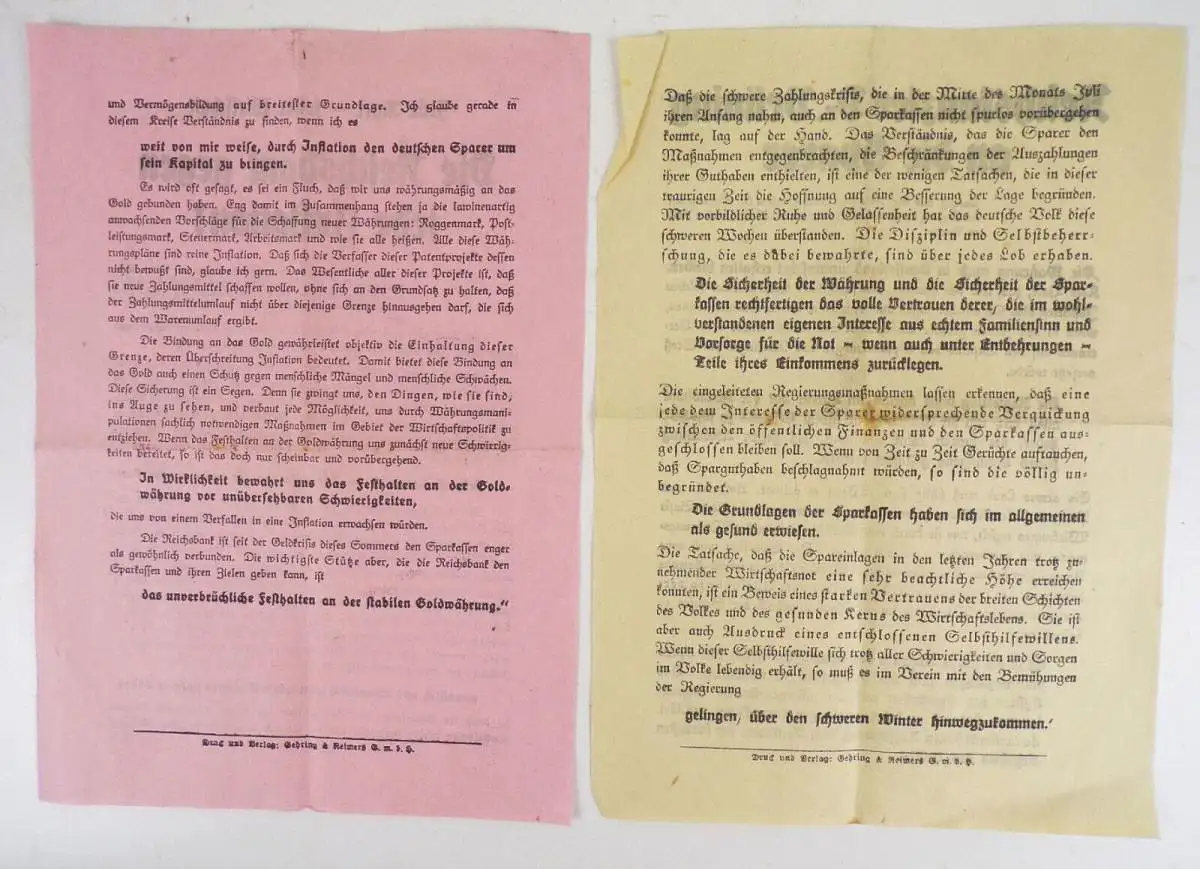 und Vermögensbildung auf breitester Grundlage. Ich glaube gerade in
diesem Kreise Verständnis zu finden, wenn ich es
weit von mir weise, durch Inflation den deutschen Sparer um
sein Kapital zu bringen.
Es wird oft gesagt, es sei ein Fluch, daß wir uns währungsmäßig an das
Gold gebunden haben. Eng damit im Zusammenhang stehen ja die lawinenartig
anwachsenden Vorschläge für die Schaffung neuer Währungen: Roggenmark, Post-
leistungsmark, Steuermark, Arbeitsmark und wie sie alle heißen. Alle diese Wäh-
rungspläne sind reine Inflation. Daß sich die Verfasser dieser Patentprojekte dessen
nicht bewußt sind, glaube ich gern. Das Wesentliche aller dieser Projekte ist, daß
sie neue Zahlungsmittel schaffen wollen, ohne sich an den Grundsatz zu halten, daß
der Zahlungsmittelumlauf nicht über diejenige Grenze hinausgehen darf, die sich
aus dem Warenumlauf ergibt.
Die Bindung an das Gold gewährleistet objektiv die Einhaltung dieser
Grenze, deren Überschreitung Inflation bedeutet. Damit bietet diese Bindung an
das Gold auch einen Schutz gegen menschliche Mängel und menschliche Schwächen.
Diese Sicherung ist ein Segen. Denn sie zwingt uns, den Dingen, wie sie sind,
ins Auge zu sehen, und verbaut jede Möglichkeit, uns durch Währungsmani-
pulationen sachlich notwendigen Maßnahmen im Gebiet der Wirtschaftspolitik zu
entziehen. Wenn das Festhalten an der Goldwährung uns zunächst neue Schwierig-
keiten bereitet, so ist das doch nur scheinbar und vorübergehend.
In Wirklichkeit bewahrt uns das Festhalten an der Gold-
währung vor unübersehbaren Schwierigkeiten,
die uns von einem Verfallen in eine Inflation erwachsen würden.
Die Reichsbank ist seit der Geldkrisis dieses Sommers den Sparkassen enger
als gewöhnlich verbunden. Die wichtigste Stütze aber, die die Reichsbank den
Sparkassen und ihren Zielen geben kann, ist
das unverbrüchliche Festhalten an der stabilen Goldwährung."
Druck und Verlag: Gehring & Reimers G. m. b. H.
Daß die schwere Zahlungskrisis, die in der Mitte des Monats Juli
ihren Anfang nahm, auch an den Sparkassen nicht spurlos vorübergehen
konnte, lag auf der Hand. Das Verständnis, das die Sparer den
Maßnahmen entgegenbrachten, die Beschränkungen der Auszahlungen
ihrer Guthaben enthielten, ist eine der wenigen Tatsachen, die in dieser
traurigen Zeit die Hoffnung auf eine Besserung der Lage begründen.
Mit vorbildlicher Ruhe und Gelassenheit hat das deutsche Volk diese
schweren Wochen überstanden. Die Disziplin und Selbstbeherr-
schung, die es dabei bewahrte, sind über jedes Lob erhaben.
Die Sicherheit der Währung und die Sicherheit der Spar-
kassen rechtfertigen das volle Vertrauen derer, die im wohl-
verstandenen eigenen Interesse aus echtem Familiensinn und
Vorsorge für die Not – wenn auch unter Entbehrungen –
Teile ihres Einkommens zurücklegen.
Die eingeleiteten Regierungsmaßnahmen lassen erkennen, daß eine
jede dem Interesse der Sparer widersprechende Verquickung
zwischen den öffentlichen Finanzen und den Sparkassen aus-
geschlossen bleiben soll. Wenn von Zeit zu Zeit Gerüchte auftauchen,
daß Sparguthaben beschlagnahmt würden, so sind die völlig un-
begründet.
Die Grundlagen der Sparkassen haben sich im allgemeinen
als gesund erwiesen.
Die Tatsache, daß die Spareinlagen in den letzten Jahren trotz zu-
nehmender Wirtschaftsnot eine sehr beachtliche Höhe erreichen
konnten, ist ein Beweis eines starken Vertrauens der breiten Schichten
des Volkes und des gesunden Kerns des Wirtschaftslebens. Sie ist
aber auch Ausdruck eines entschlossenen Selbsthilfewillens.
Wenn dieser Selbsthilfewille sich trotz aller Schwierigkeiten und Sorgen
im Volke lebendig erhält, so muß es im Verein mit den Bemühungen
der Regierung
gelingen, über den schweren Winter hinwegzukommen.'
Druck und Verlag: Gehring & Reimers G. m. b. H.